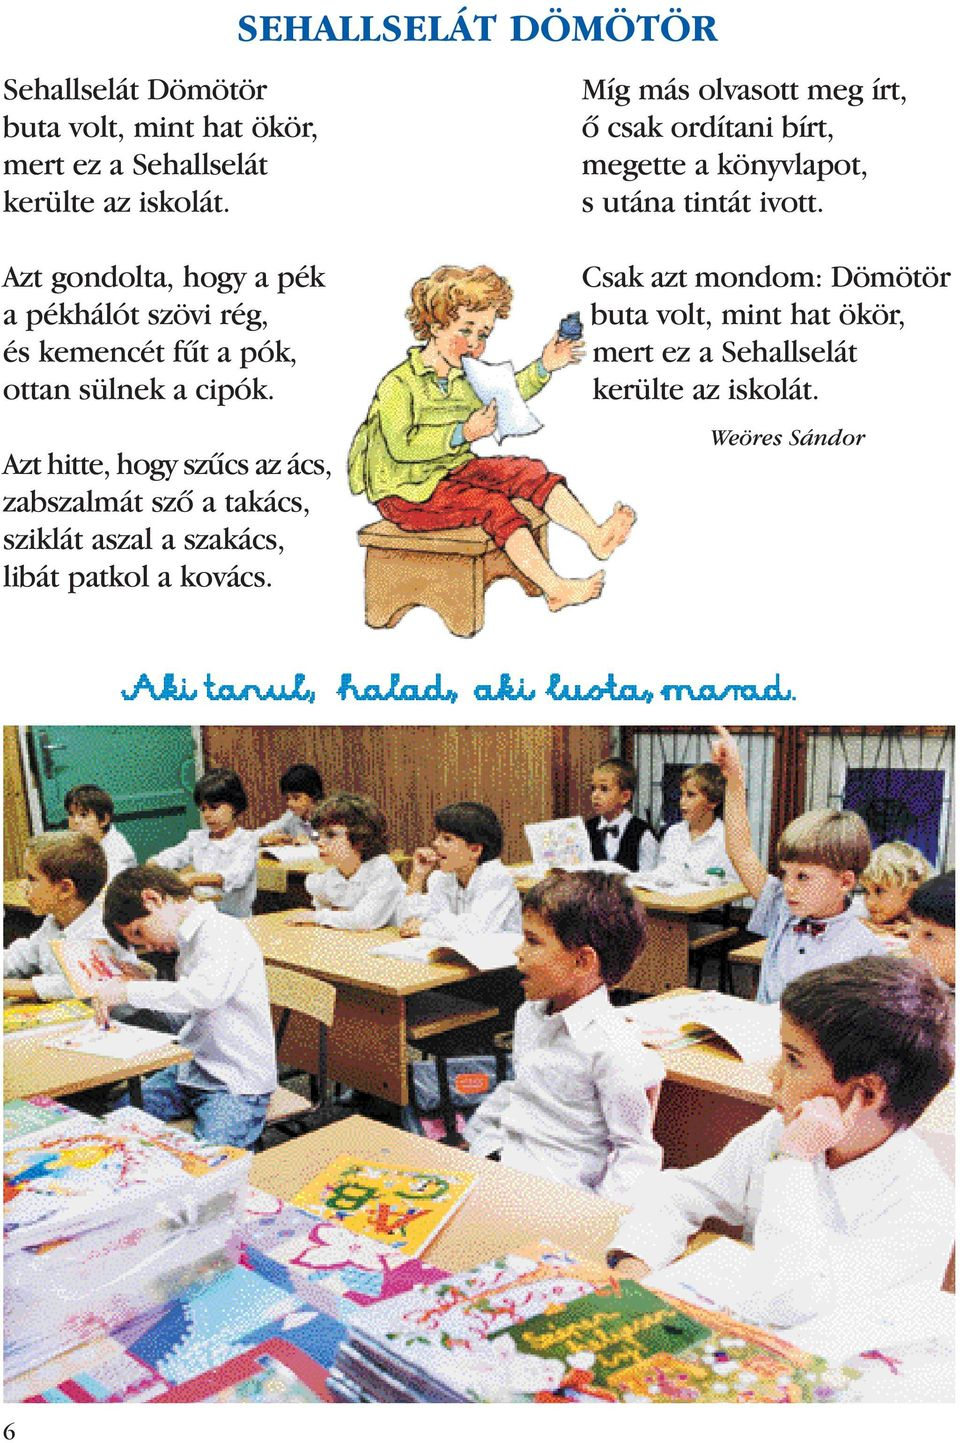 SEHALLSELÁT DÖMÖTÖR
Sehallselát Dömötör
buta volt, mint hat ökör,
mert ez a Sehallselát
kerülte az iskolát.
Azt gondolta, hogy a pék
a pékhálót szövi rég,
és kemencét fűt a pók,
ottan sülnek a cipók.
Azt hitte, hogy szűcs az ács,
zabszalmát sző a takács,
sziklát aszal a szakács,
libát patkol a kovács.
Míg más olvasott meg írt,
ő csak ordítani bírt,
megette a könyvlapot,
s utána tintát ivott.
Csak azt mondom: Dömötör
buta volt, mint hat ökör,
mert ez a Sehallselát
kerülte az iskolát.
Weöres Sándor
Aki tanul, halad, aki lusta, marad.
6